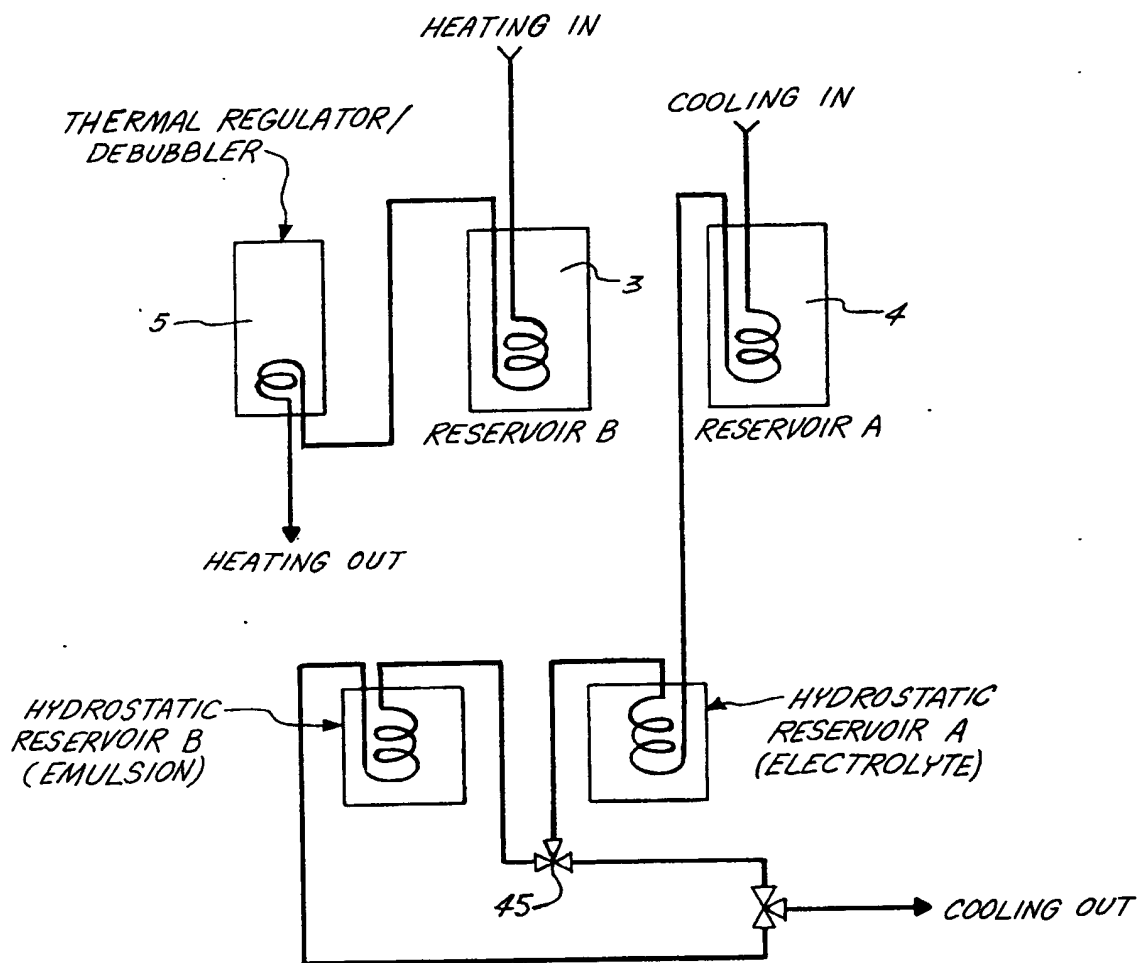 HEATING IN
COOLING IN
THERMAL REGULATOR/
DEBUBBLER
3
5
4
RESERVOIR B
RESERVOIR A
HEATING OUT
HYDROSTATIC
RESERVOIR B
(EMULSION)
HYDROSTATIC
RESERVOIR A
(ELECTROLYTE)
45
COOLING OUT